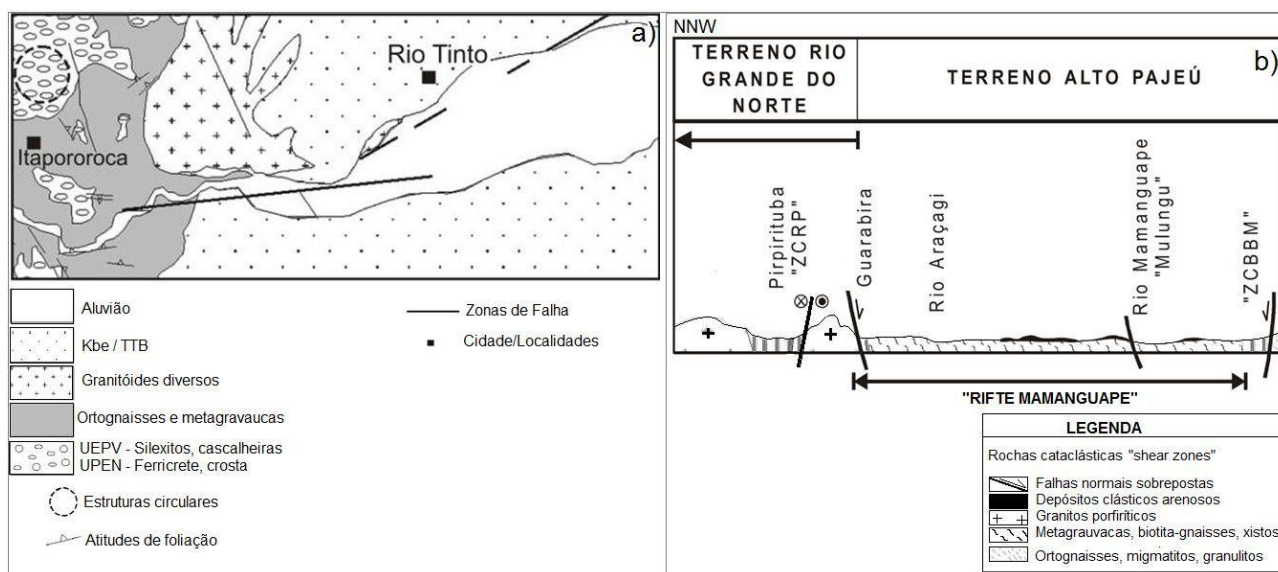 a)
Rio Tinto
Itapororoca
Aluvião
Kbe / TTB
Granitóides diversos
Ortognaisses e metagravaucas
UEPV - Silexitos, cascalheiras
UPEN - Ferricrete, crosta
Estruturas circulares
Atitudes de foliação
Zonas de Falha
Cidade/Localidades
NNW
b)
TERRENO RIO
GRANDE DO
NORTE
TERRENO ALTO PAJEÚ
Pirpirituba
"ZCRP"
Guarabira
Rio Araçagi
Rio Mamanguape
"Mulungu"
"ZCBBM"
"RIFTE MAMANGUAPE"
LEGENDA
Rochas cataclásticas "shear zones"
Falhas normais sobrepostas
Depósitos clásticos arenosos
Granitos porfiríticos
Metagrauvacas, biotita-gnaisses, xistos
Ortognaisses, migmatitos, granulitos